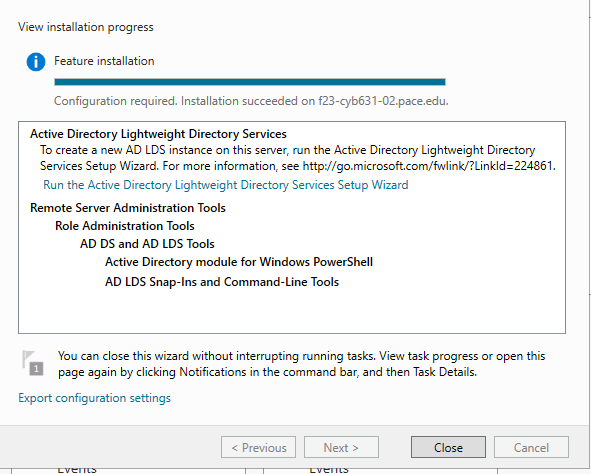 View installation progress
Feature installation
Configuration required. Installation succeeded on f23-cyb631-02.pace.edu.
Active Directory Lightweight Directory Services
To create a new AD LDS instance on this server, run the Active Directory Lightweight Directory
Services Setup Wizard. For more information, see http://go.microsoft.com/fwlink/?LinkId=224861.
Run the Active Directory Lightweight Directory Services Setup Wizard
Remote Server Administration Tools
Role Administration Tools
AD DS and AD LDS Tools
Active Directory module for Windows PowerShell
AD LDS Snap-Ins and Command-Line Tools
1
You can close this wizard without interrupting running tasks. View task progress or open this
page again by clicking Notifications in the command bar, and then Task Details.
Export configuration settings
< Previous Next > Close Cancel
Events Events